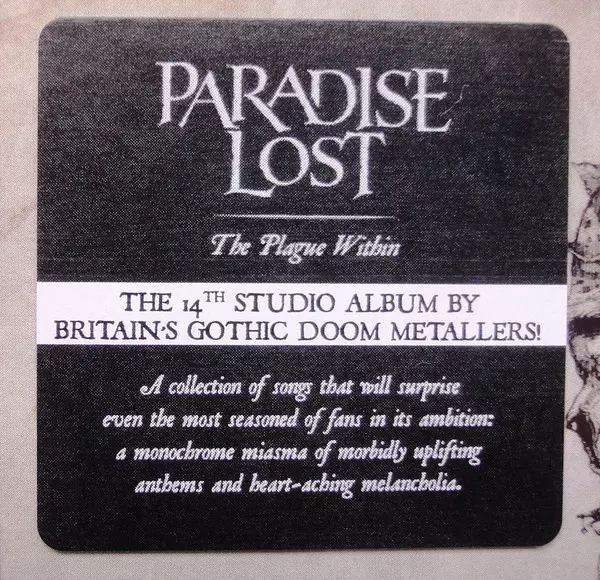 PARADISE
LOST
The Plague Within
THE 14TH STUDIO ALBUM BY
BRITAIN'S GOTHIC DOOM METALLERS!
A collection of songs that will surprise
even the most seasoned of fans in its ambition:
a monochrome miasma of morbidly uplifting
anthems and heart-aching melancholia.